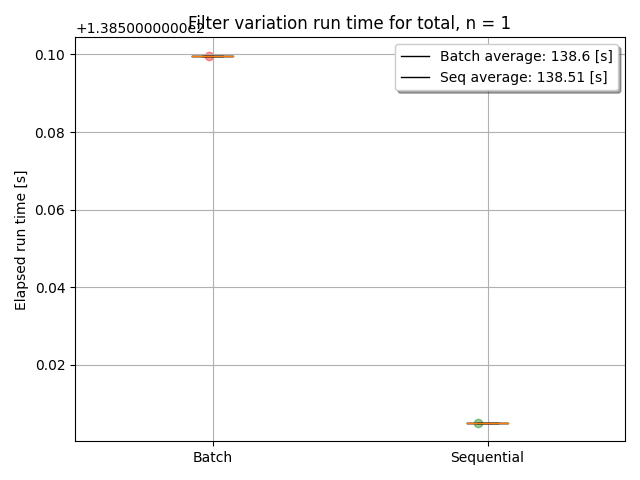 Filter variation run time for total, n = 1
+1.3850000000e2
0.10
0.08
0.06
0.04
0.02
Elapsed run time [s]
Batch average: 138.6 [s]
Seq average: 138.51 [s]
Batch
Sequential